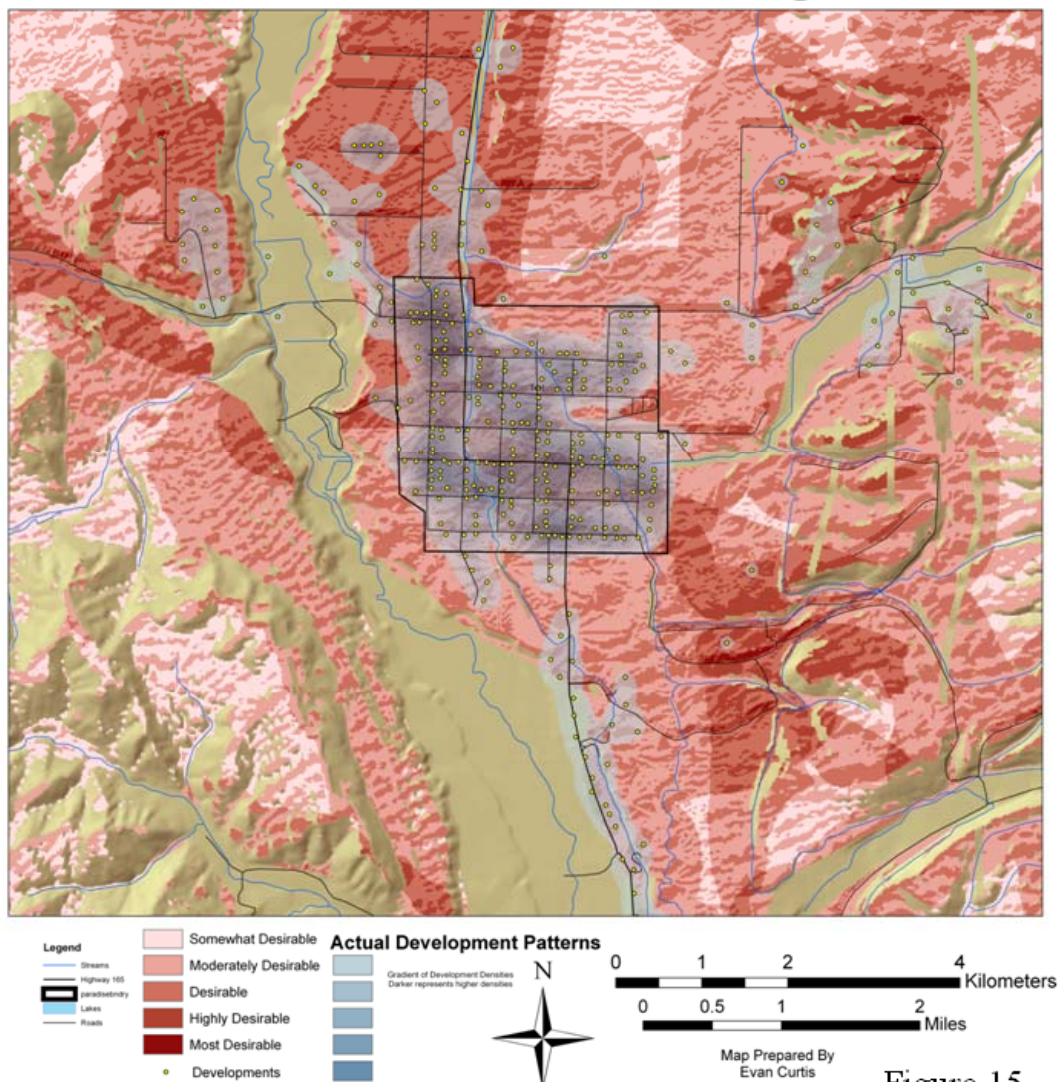 Legend
Streams
Highway 165
paradisebndry
Lakes
Roads
Somewhat Desirable
Moderately Desirable
Desirable
Highly Desirable
Most Desirable
Developments
Actual Development Patterns
Gradient of Development Densities
Darker represents higher densities
N
0 1 2 4
Kilometers
0 0.5 1 2
Miles
Map Prepared By
Evan Curtis
Figure 15